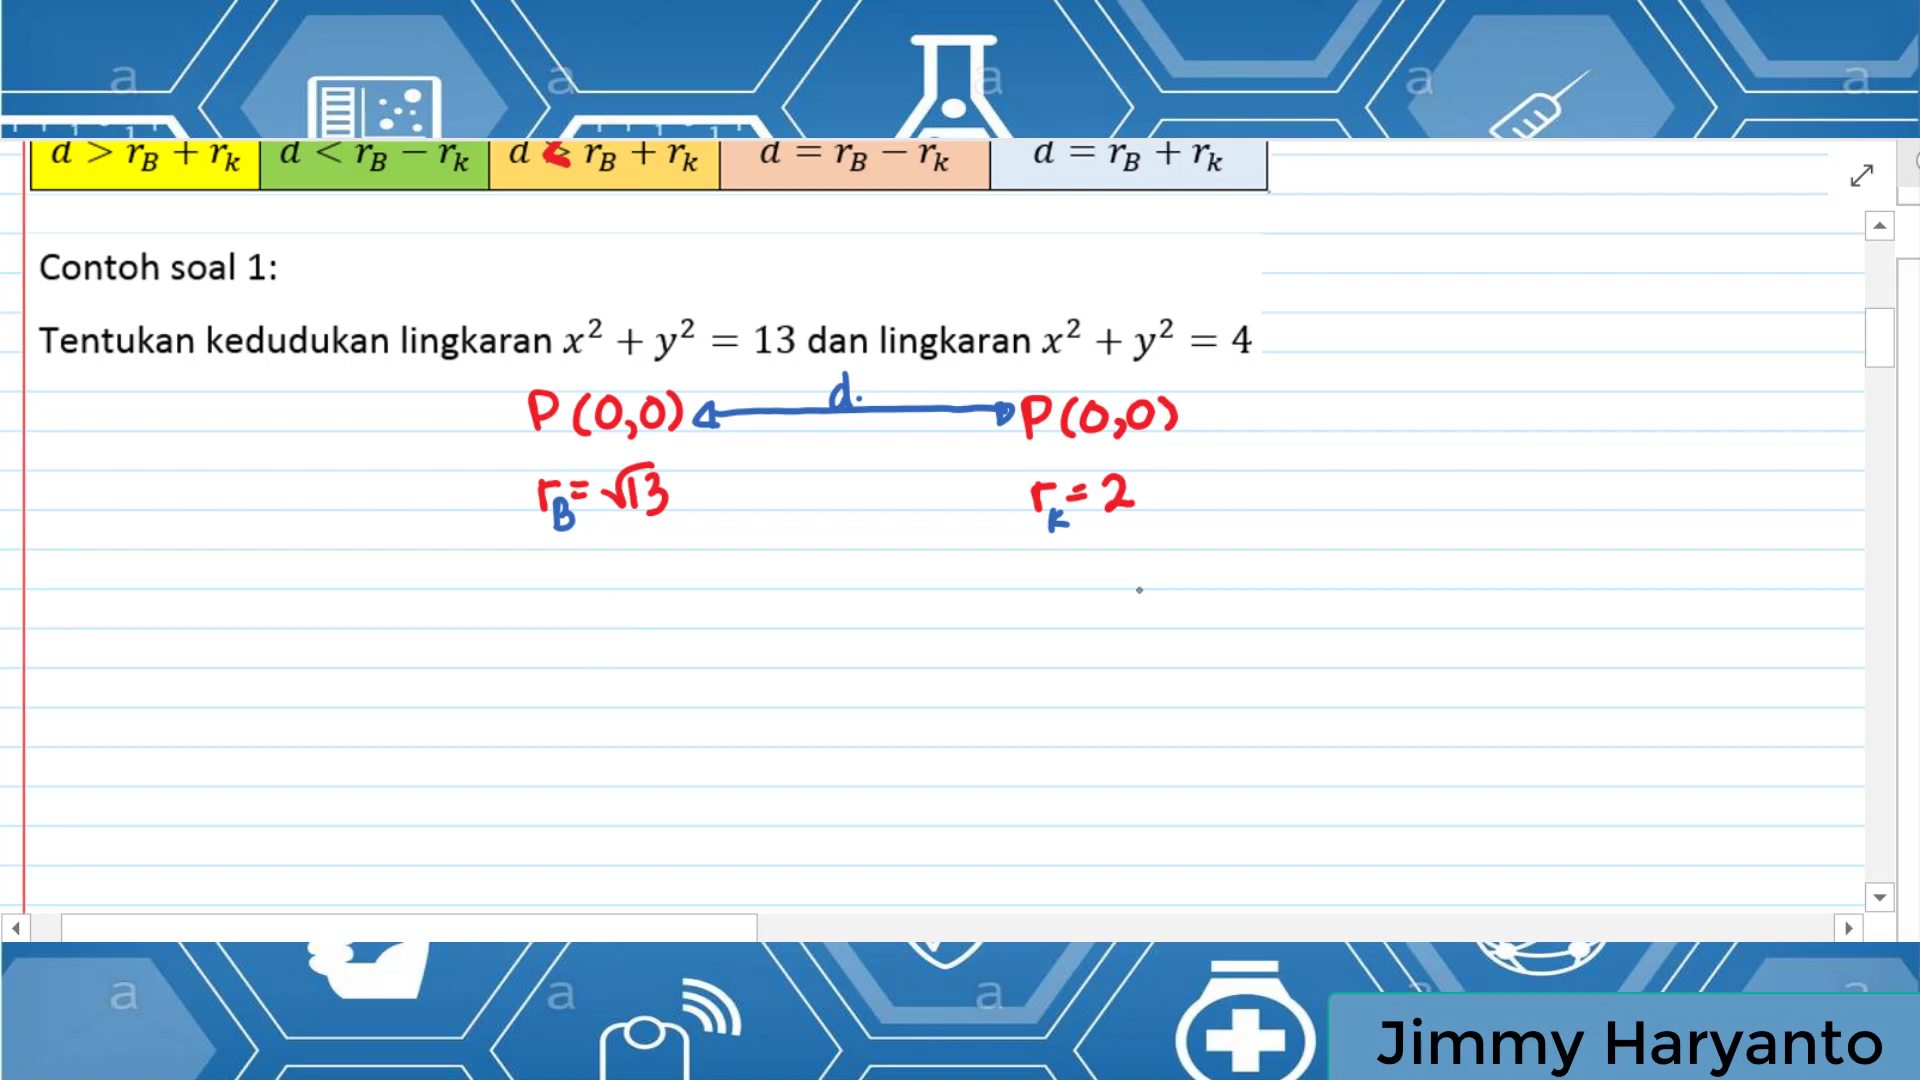 a a a a a
d > r_B + r_k d < r_B − r_k d < r_B + r_k d = r_B − r_k d = r_B + r_k
Contoh soal 1:
Tentukan kedudukan lingkaran x² + y² = 13 dan lingkaran x² + y² = 4
P(0,0) d. P(0,0)
r_B = √13 r_k = 2
a a a a
Jimmy Haryanto